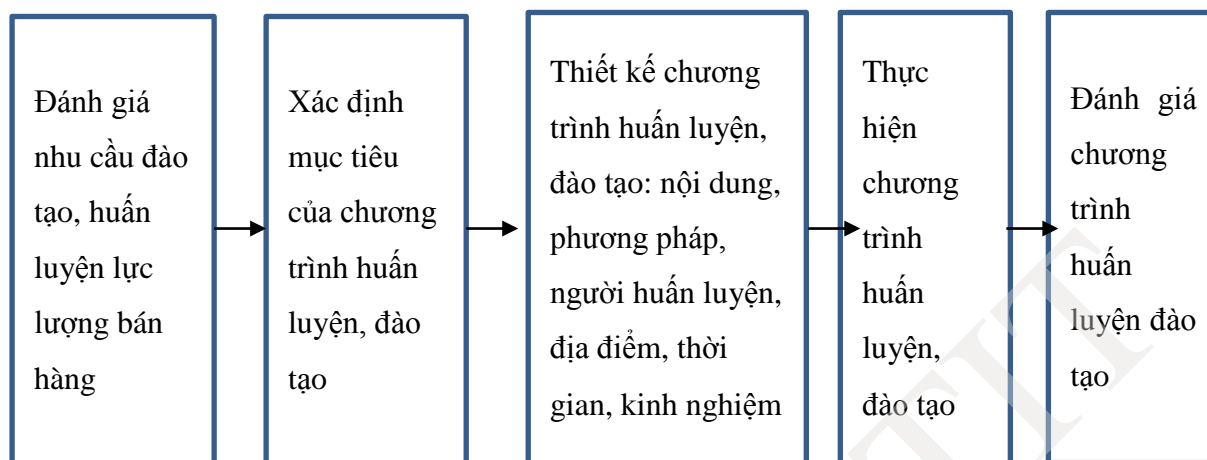 Đánh giá
nhu cầu đào
tạo, huấn
luyện lực
lượng bán
hàng
Xác định
mục tiêu
của chương
trình huấn
luyện, đào
tạo
Thiết kế chương
trình huấn luyện,
đào tạo: nội dung,
phương pháp,
người huấn luyện,
địa điểm, thời
gian, kinh nghiệm
Thực
hiện
chương
trình
huấn
luyện,
đào tạo
Đánh giá
chương
trình
huấn
luyện đào
tạo